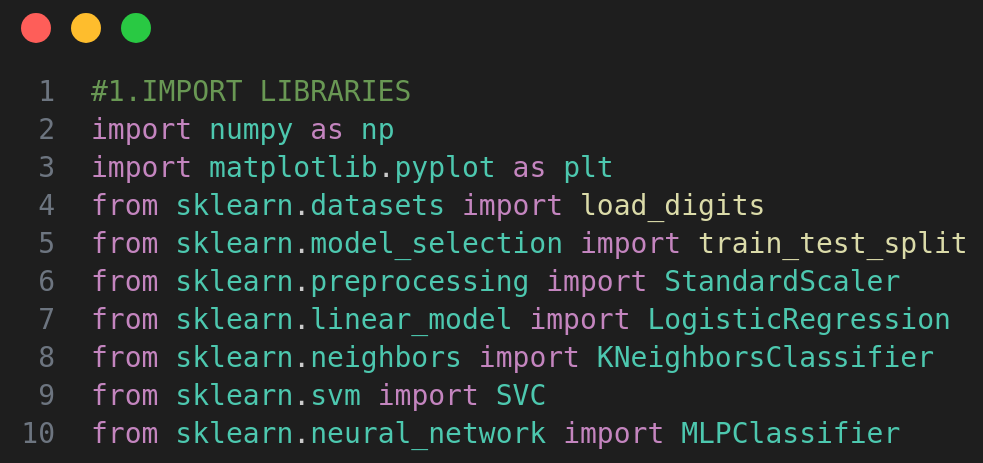 1 #1.IMPORT LIBRARIES
2 import numpy as np
3 import matplotlib.pyplot as plt
4 from sklearn.datasets import load_digits
5 from sklearn.model_selection import train_test_split
6 from sklearn.preprocessing import StandardScaler
7 from sklearn.linear_model import LogisticRegression
8 from sklearn.neighbors import KNeighborsClassifier
9 from sklearn.svm import SVC
10 from sklearn.neural_network import MLPClassifier